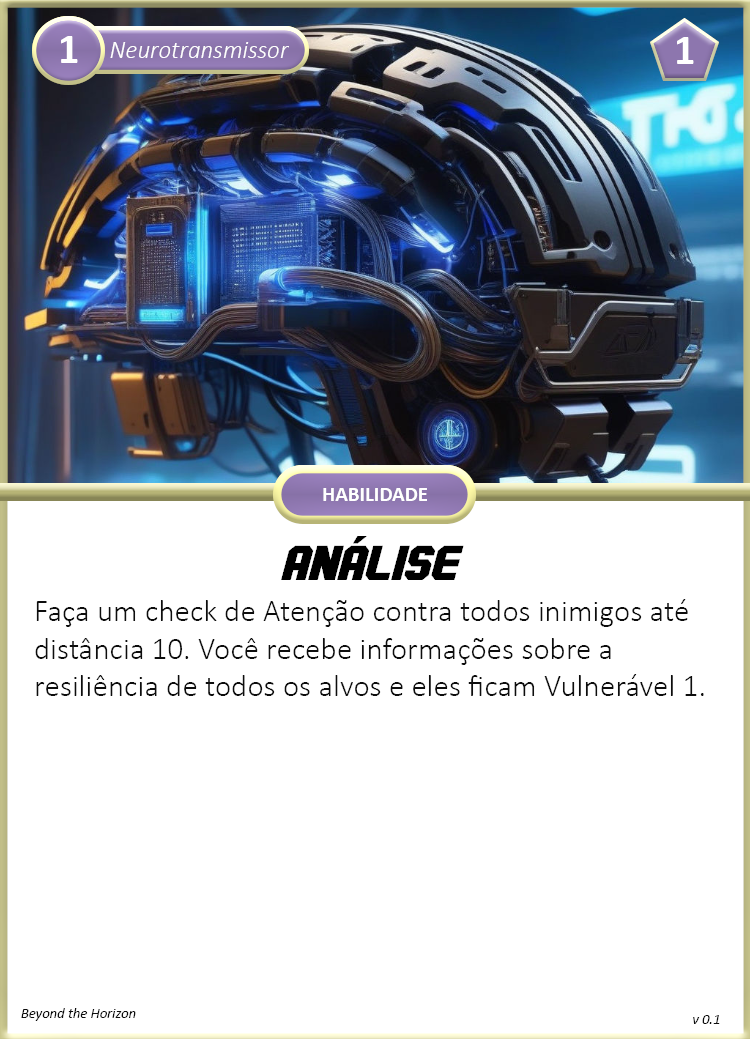 1 Neurotransmissor 1
HABILIDADE
ANÁLISE
Faça um check de Atenção contra todos inimigos até
distância 10. Você recebe informações sobre a
resiliência de todos os alvos e eles ficam Vulnerável 1.
Beyond the Horizon
v 0.1